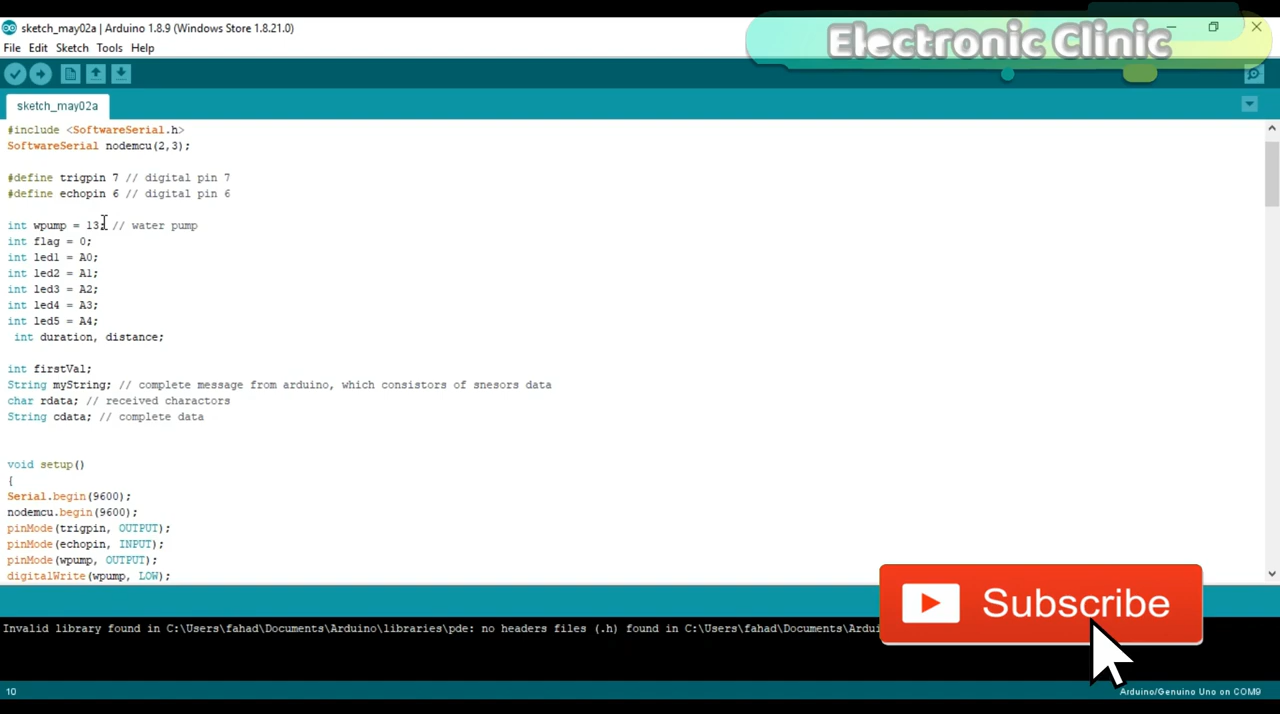 sketch_may02a | Arduino 1.8.9 (Windows Store 1.8.21.0)
Electronic Clinic
File Edit Sketch Tools Help
sketch_may02a
#include <SoftwareSerial.h>
SoftwareSerial nodemcu(2,3);
#define trigpin 7 // digital pin 7
#define echopin 6 // digital pin 6
int wpump = 13; // water pump
int flag = 0;
int led1 = A0;
int led2 = A1;
int led3 = A2;
int led4 = A3;
int led5 = A4;
int duration, distance;
int firstVal;
String myString; // complete message from arduino, which consistors of snesors data
char rdata; // received charactors
String cdata; // complete data
void setup()
{
Serial.begin(9600);
nodemcu.begin(9600);
pinMode(trigpin, OUTPUT);
pinMode(echopin, INPUT);
pinMode(wpump, OUTPUT);
digitalWrite(wpump, LOW);
Subscribe
Invalid library found in C:\Users\fahad\Documents\Arduino\libraries\pde: no headers files (.h) found in C:\Users\fahad\Documents\Ardui
10
Arduino/Genuino Uno on COM9